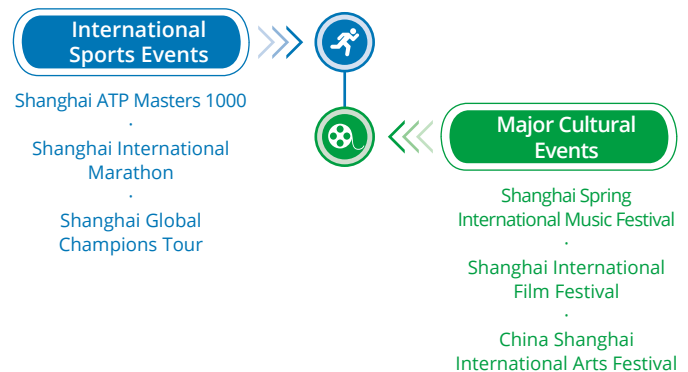 International
Sports Events
Shanghai ATP Masters 1000
·
Shanghai International
Marathon
·
Shanghai Global
Champions Tour
Major Cultural
Events
Shanghai Spring
International Music Festival
·
Shanghai International
Film Festival
·
China Shanghai
International Arts Festival